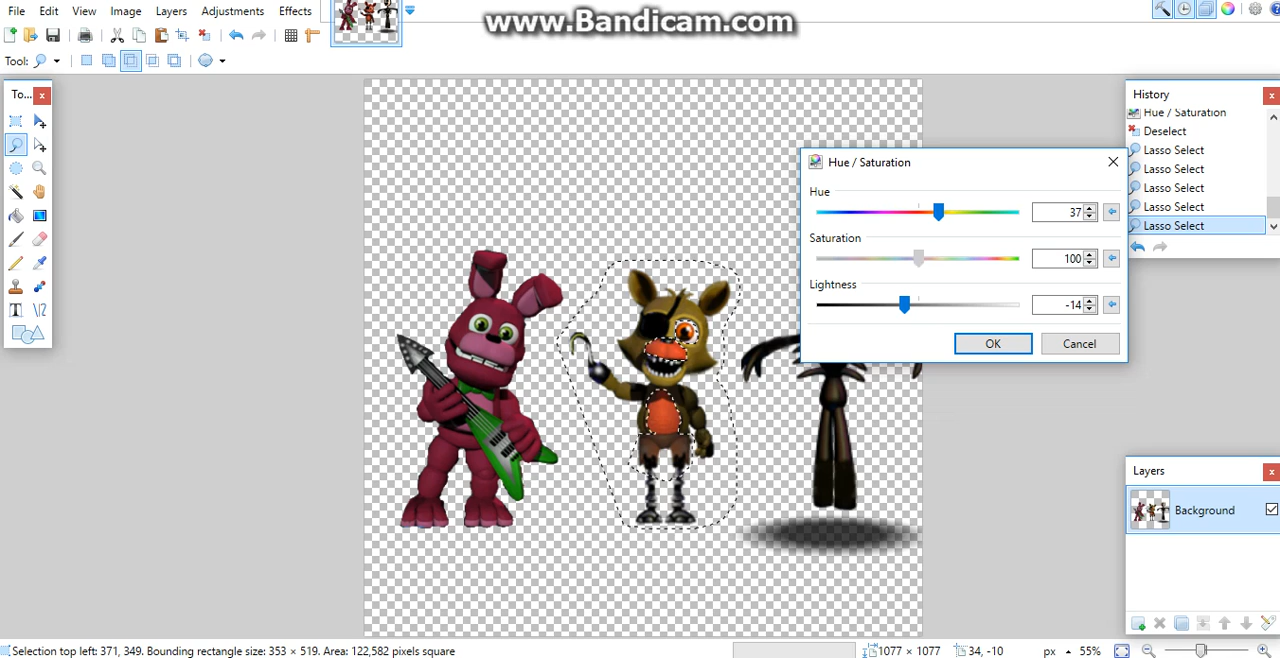 File Edit View Image Layers Adjustments Effects
www.Bandicam.com
Tool:
To...
History
Hue / Saturation
Deselect
Lasso Select
Lasso Select
Lasso Select
Lasso Select
Lasso Select
Hue / Saturation
Hue
37
Saturation
100
Lightness
-14
OK Cancel
Layers
Background
Selection top left: 371, 349. Bounding rectangle size: 353 × 519. Area: 122,582 pixels square
1077 × 1077 34, -10 px 55%